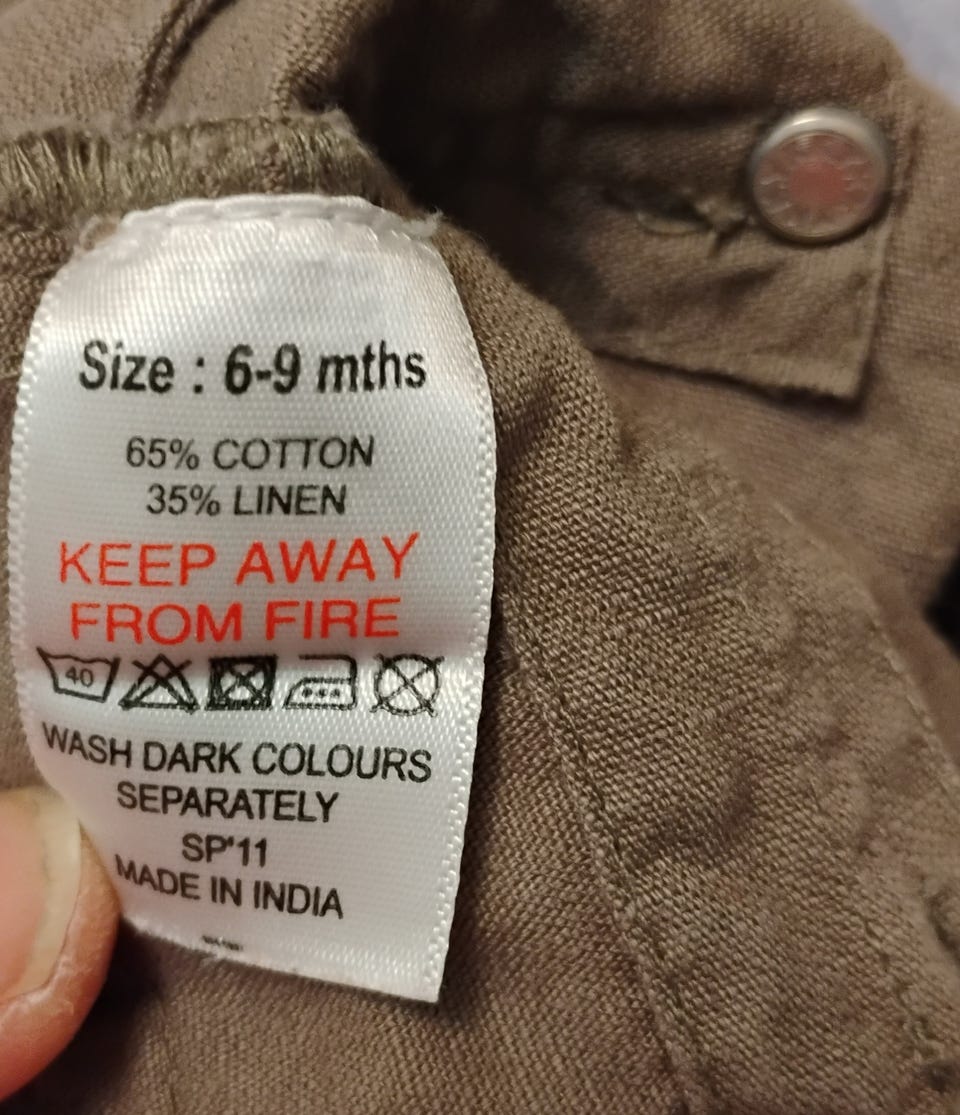 Size : 6-9 mths
65% COTTON
35% LINEN
KEEP AWAY
FROM FIRE
40
WASH DARK COLOURS
SEPARATELY
SP'11
MADE IN INDIA